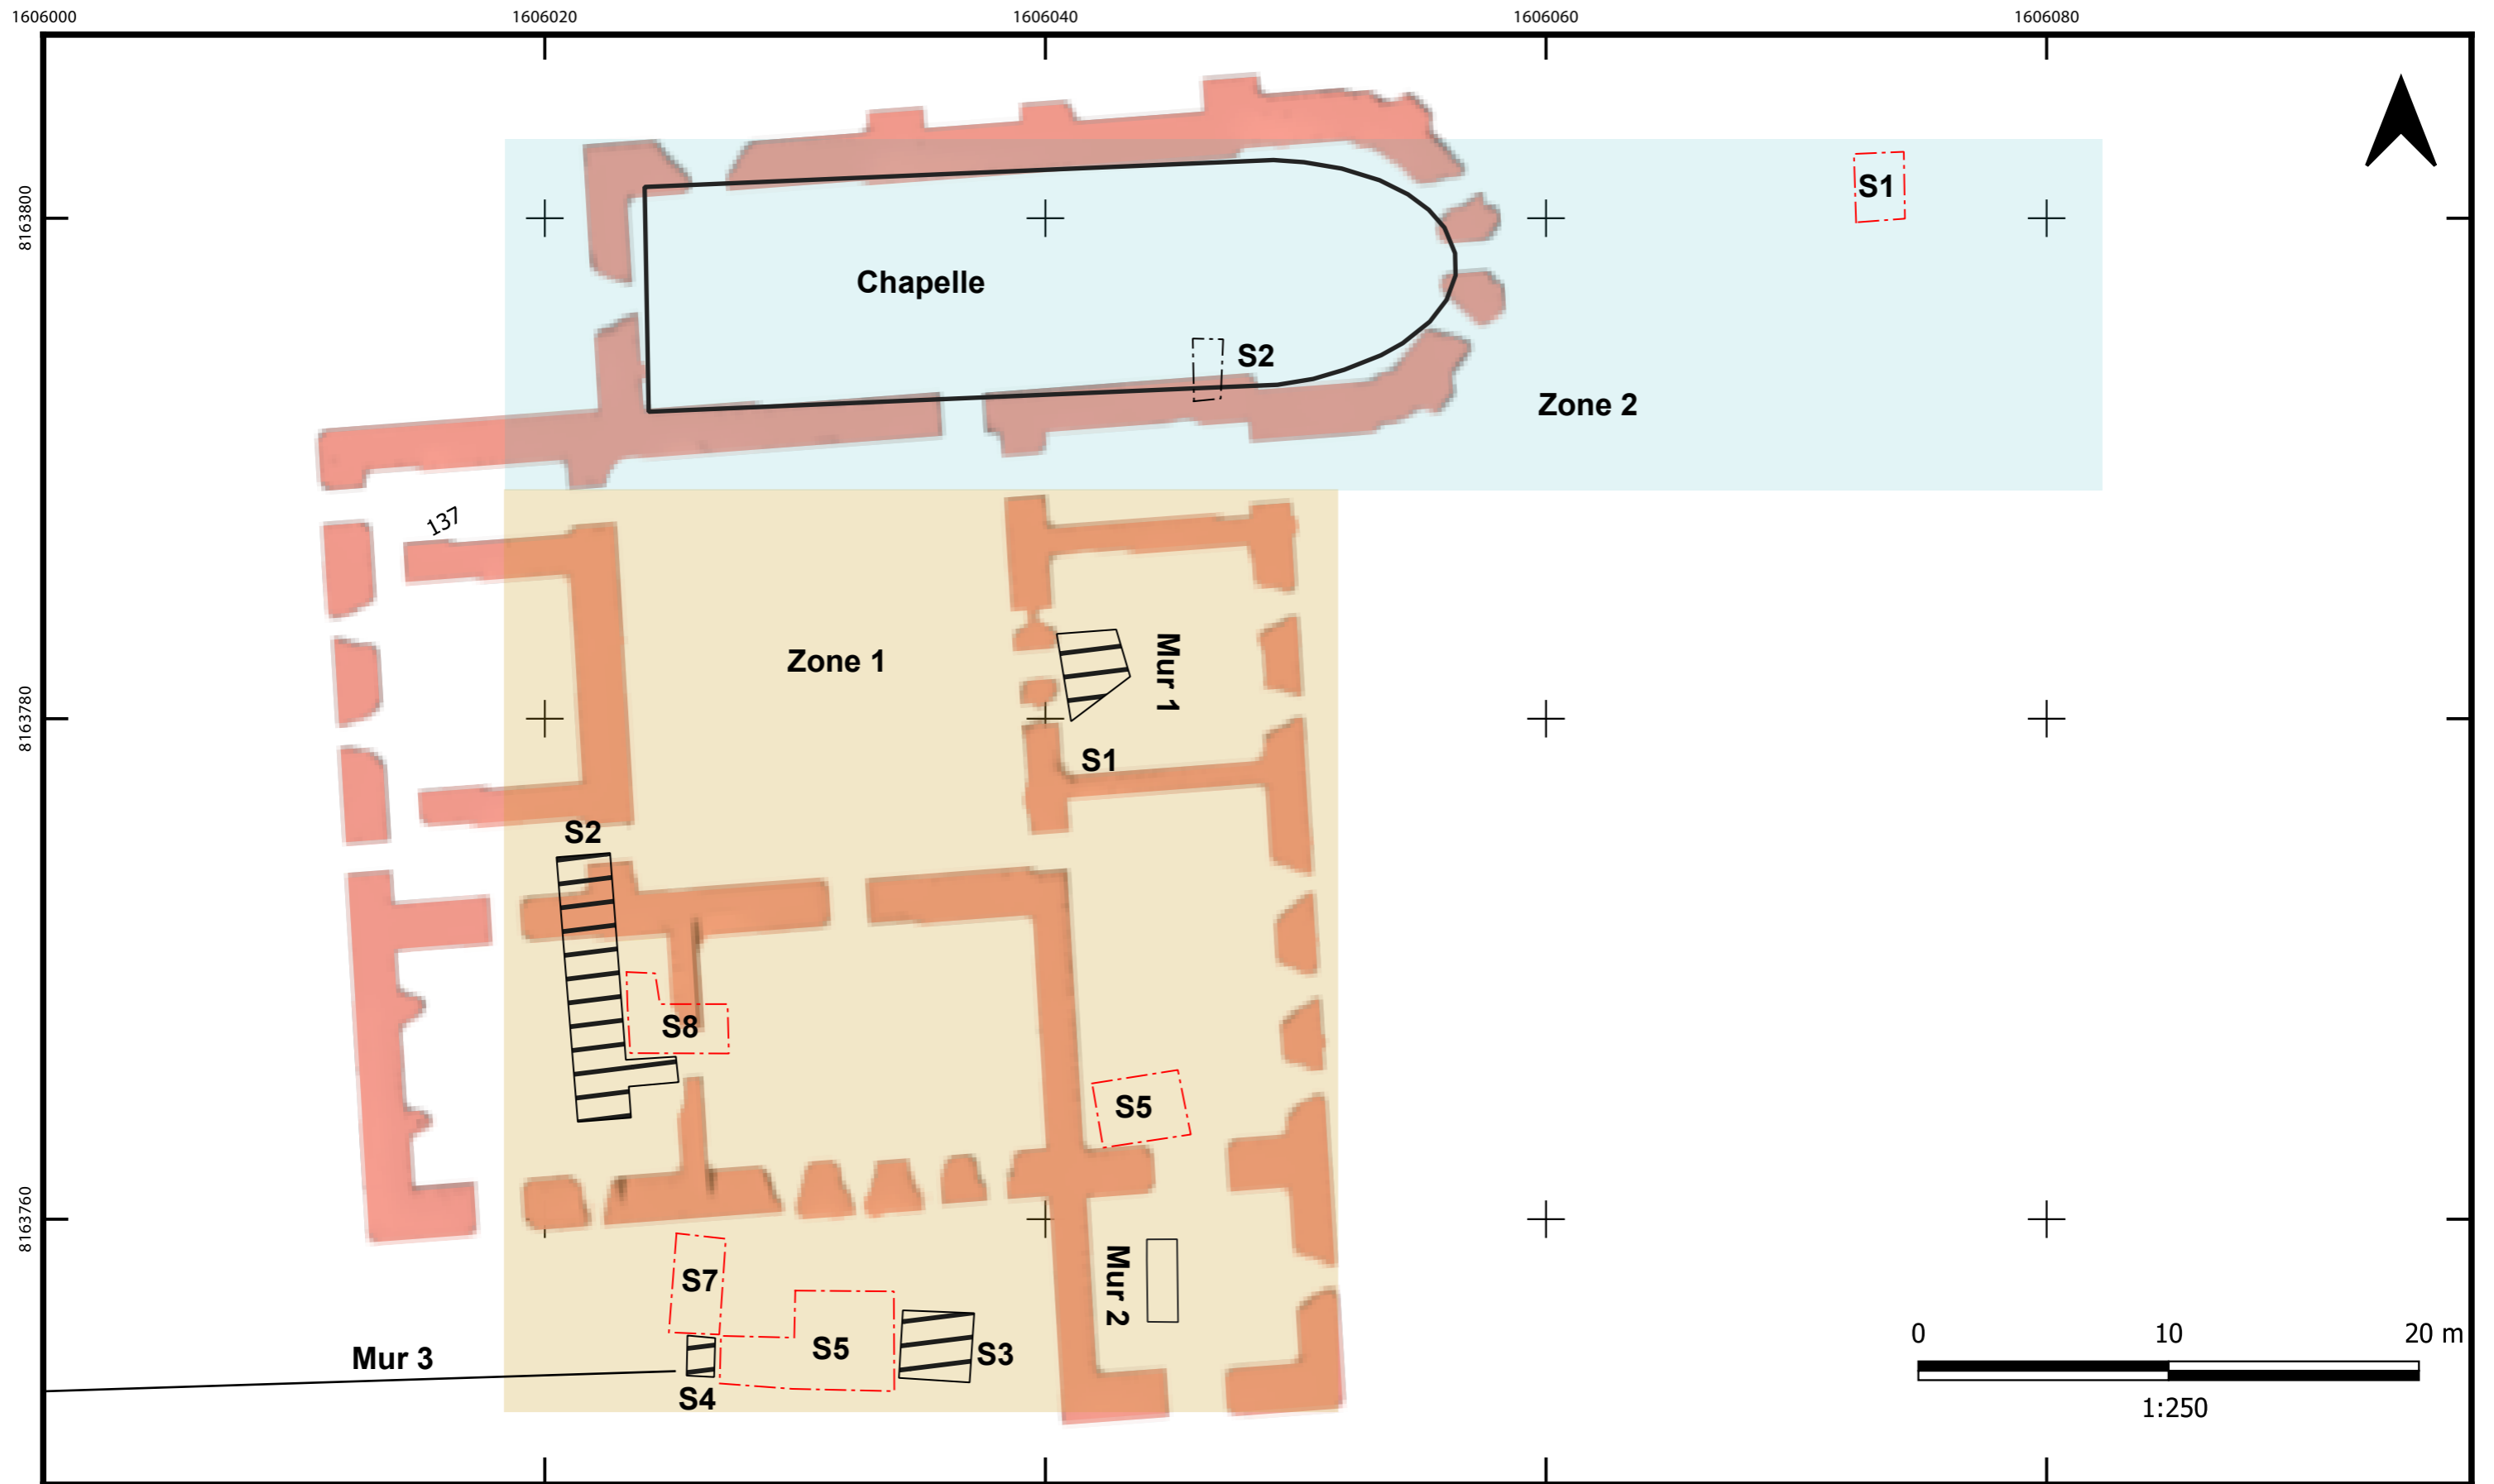 1606000 1606020 1606040 1606060 1606080
8163800
S1
Chapelle
S2
Zone 2
137
Zone 1
Mur 1
8163780
S1
S2
S8
S5
8163760
Mur 2
S7
S5
S3
Mur 3
S4
0 10 20 m
1:250